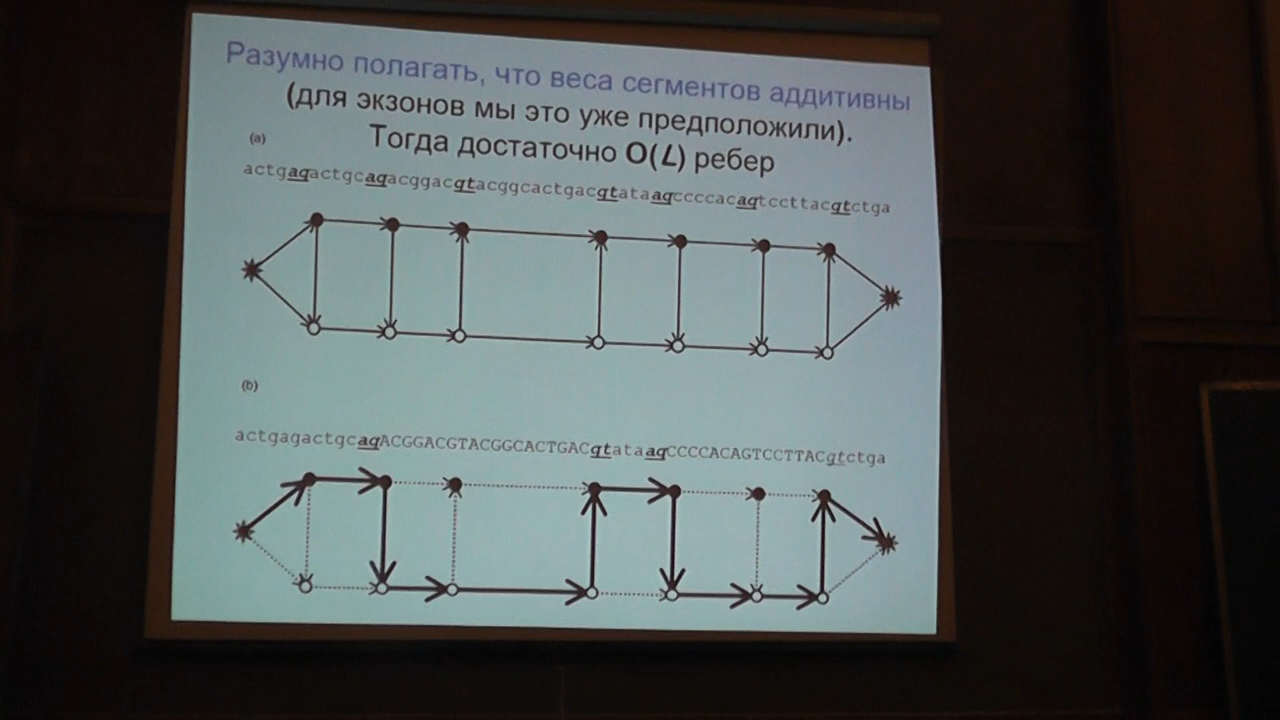 Разумно полагать, что веса сегментов аддитивны
(для экзонов мы это уже предположили).
Тогда достаточно O(L) ребер
(a)
actgagactgcagacggacgtacggcactgacgtataagccccacagtccttacgtctga
(b)
actgagactgcagACGGACGTACGGCACTGACgtataagCCCCACAGTCCTTACgtctga